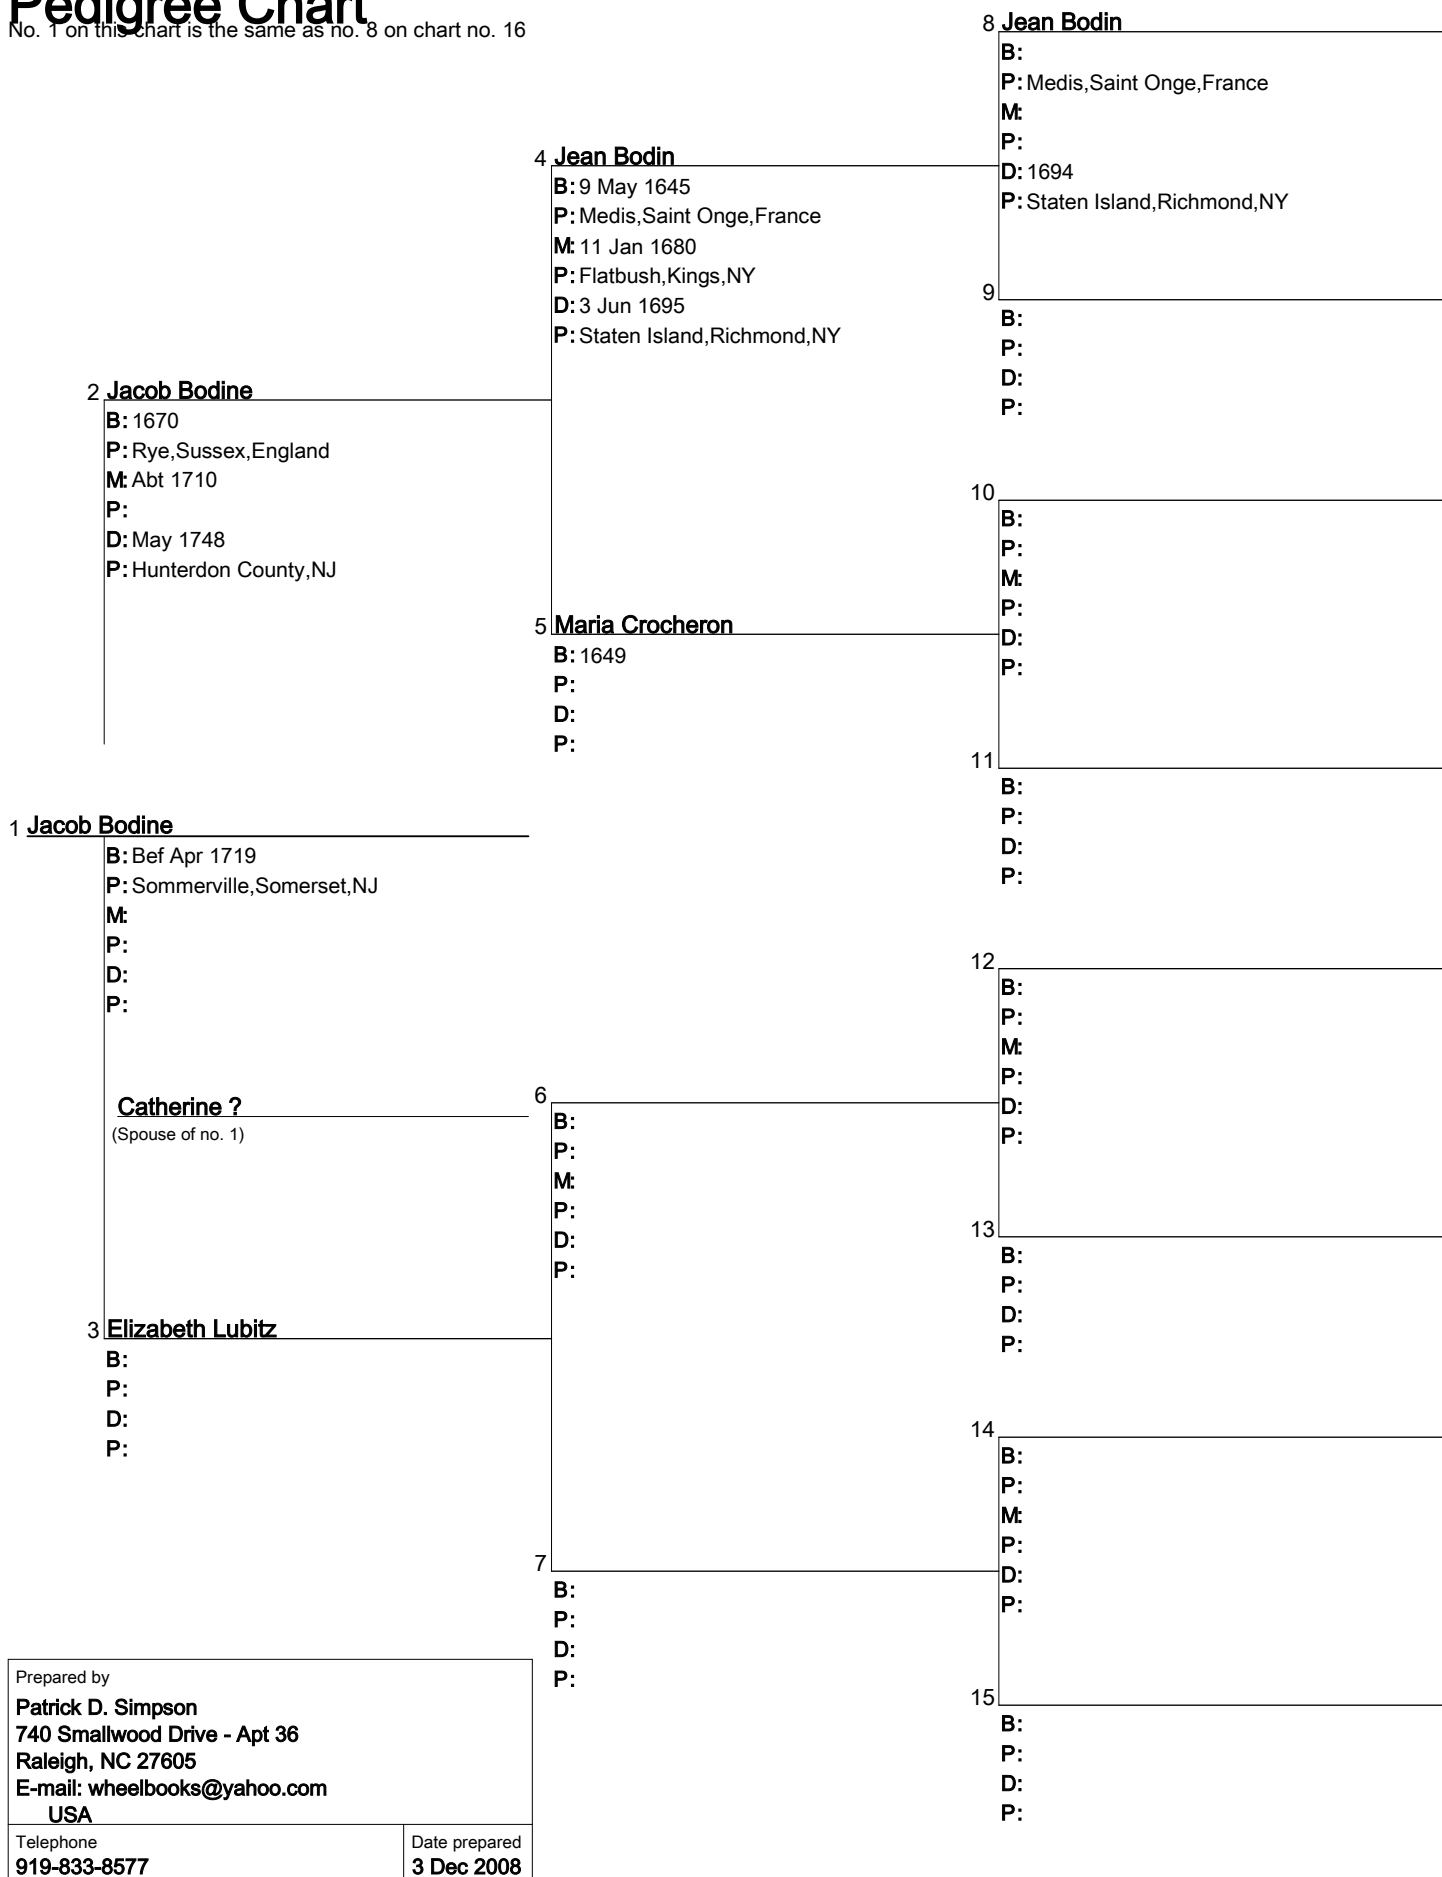 Pedigree Chart
No. 1 on this chart is the same as no. 8 on chart no. 16
8 Jean Bodin
B:
P: Medis,Saint Onge,France
M:
P:
D: 1694
P: Staten Island,Richmond,NY
4 Jean Bodin
B: 9 May 1645
P: Medis,Saint Onge,France
M: 11 Jan 1680
P: Flatbush,Kings,NY
D: 3 Jun 1695
P: Staten Island,Richmond,NY
9
B:
P:
D:
P:
2 Jacob Bodine
B: 1670
P: Rye,Sussex,England
M: Abt 1710
P:
D: May 1748
P: Hunterdon County,NJ
10
B:
P:
M:
P:
D:
P:
5 Maria Crocheron
B: 1649
P:
D:
P:
11
B:
P:
D:
P:
1 Jacob Bodine
B: Bef Apr 1719
P: Sommerville,Somerset,NJ
M:
P:
D:
P:
Catherine ?
(Spouse of no. 1)
12
B:
P:
M:
P:
D:
P:
6
B:
P:
M:
P:
D:
P:
13
B:
P:
D:
P:
3 Elizabeth Lubitz
B:
P:
D:
P:
14
B:
P:
M:
P:
D:
P:
7
B:
P:
D:
P:
15
B:
P:
D:
P:
Prepared by
Patrick D. Simpson
740 Smallwood Drive - Apt 36
Raleigh, NC 27605
E-mail: wheelbooks@yahoo.com
USA
Telephone
919-833-8577
Date prepared
3 Dec 2008